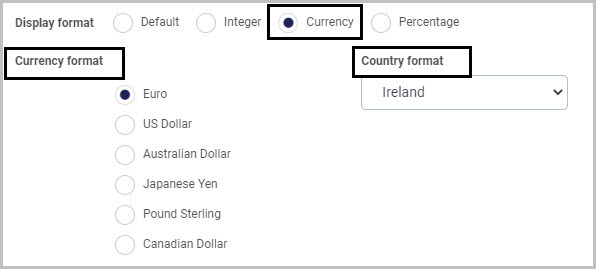 Display format Default Integer Currency Percentage
Currency format Country format
Euro Ireland
US Dollar
Australian Dollar
Japanese Yen
Pound Sterling
Canadian Dollar